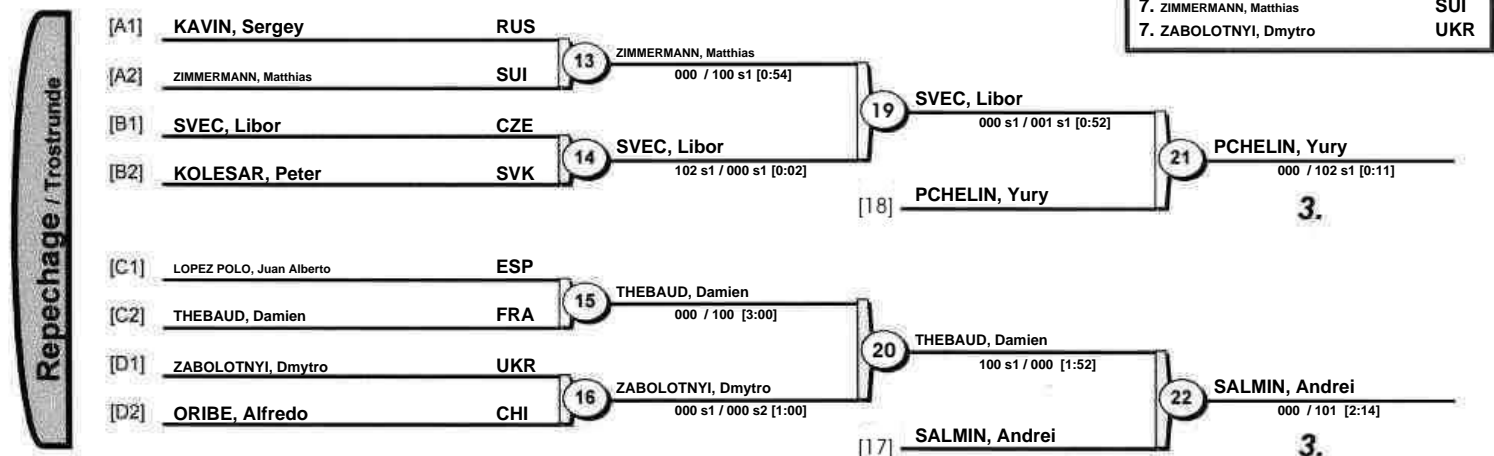 7. ZIMMERMANN, Matthias SUI
7. ZABOLOTNYI, Dmytro UKR
Repechage / Trostrunde
[A1] KAVIN, Sergey RUS
13 ZIMMERMANN, Matthias
000 / 100 s1 [0:54]
[A2] ZIMMERMANN, Matthias SUI
19 SVEC, Libor
000 s1 / 001 s1 [0:52]
[B1] SVEC, Libor CZE
14 SVEC, Libor
102 s1 / 000 s1 [0:02]
21 PCHELIN, Yury
000 / 102 s1 [0:11]
[B2] KOLESAR, Peter SVK
[18] PCHELIN, Yury
3.
[C1] LOPEZ POLO, Juan Alberto ESP
15 THEBAUD, Damien
000 / 100 [3:00]
[C2] THEBAUD, Damien FRA
20 THEBAUD, Damien
100 s1 / 000 [1:52]
[D1] ZABOLOTNYI, Dmytro UKR
16 ZABOLOTNYI, Dmytro
000 s1 / 000 s2 [1:00]
22 SALMIN, Andrei
000 / 101 [2:14]
[D2] ORIBE, Alfredo CHI
[17] SALMIN, Andrei
3.